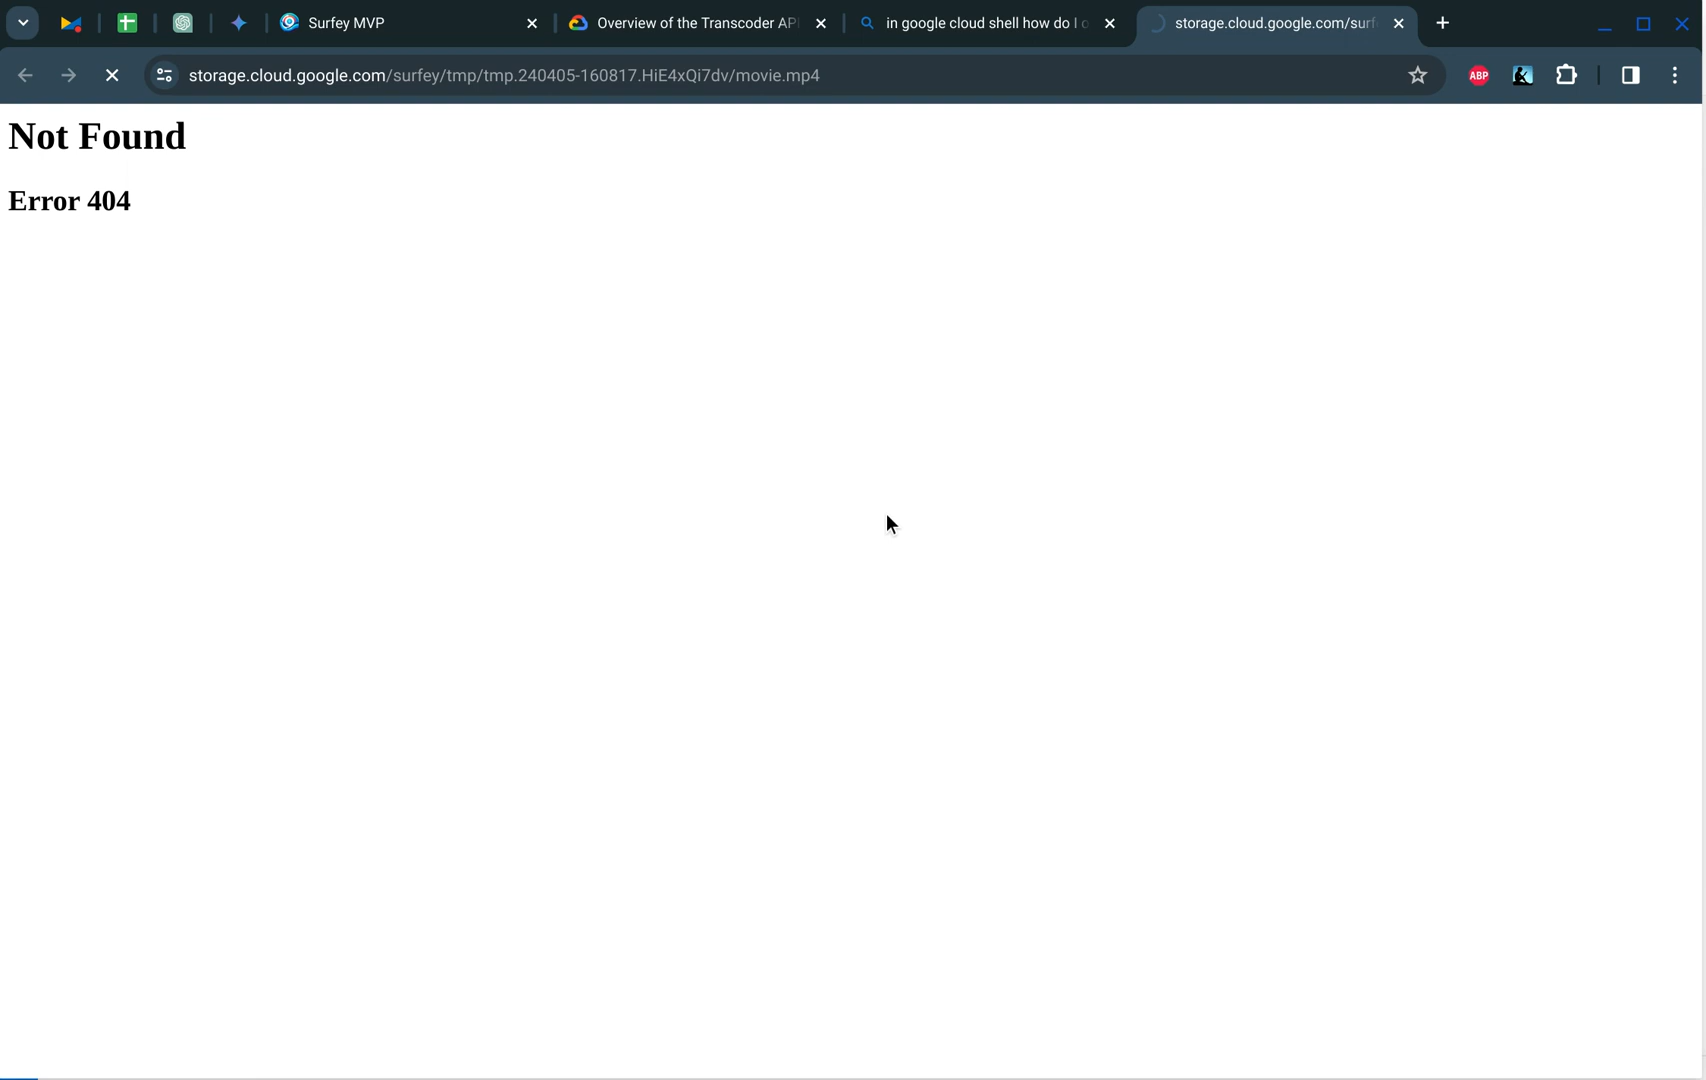 Surfey MVP
Overview of the Transcoder AP
in google cloud shell how do I
storage.cloud.google.com/surf
storage.cloud.google.com/surfey/tmp/tmp.240405-160817.HiE4xQi7dv/movie.mp4
ABP
Not Found
Error 404